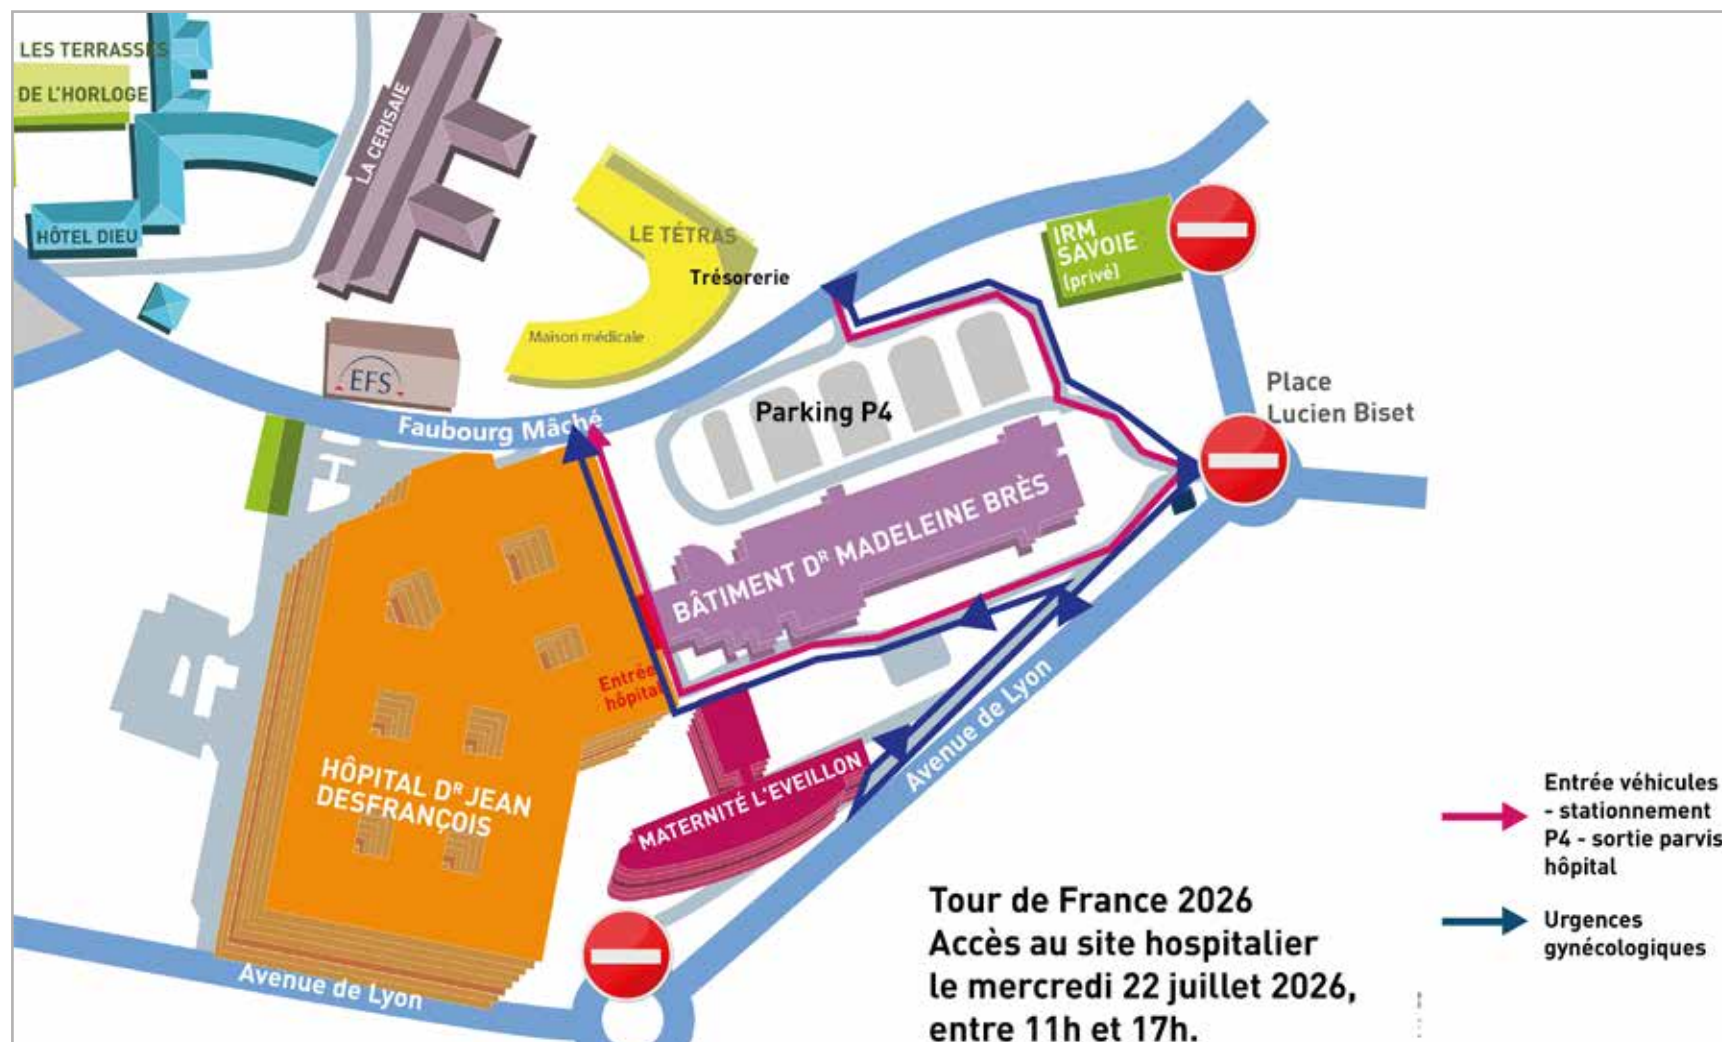 LES TERRASSES
DE L'HORLOGE
HÔTEL DIEU
LA CERISAIE
LE TÉTRAS
Trésorerie
Maison médicale
EFS
Faubourg Mâché
IRM
SAVOIE
(privé)
Place
Lucien Biset
Parking P4
BÂTIMENT DR MADELEINE BRÈS
Entrée
hôpital
HÔPITAL DR JEAN
DESFRANÇOIS
MATERNITÉ L'EVEILLON
Avenue de Lyon
Avenue de Lyon
Entrée véhicules
- stationnement
P4 - sortie parvis
hôpital
Urgences
gynécologiques
Tour de France 2026
Accès au site hospitalier
le mercredi 22 juillet 2026,
entre 11h et 17h.